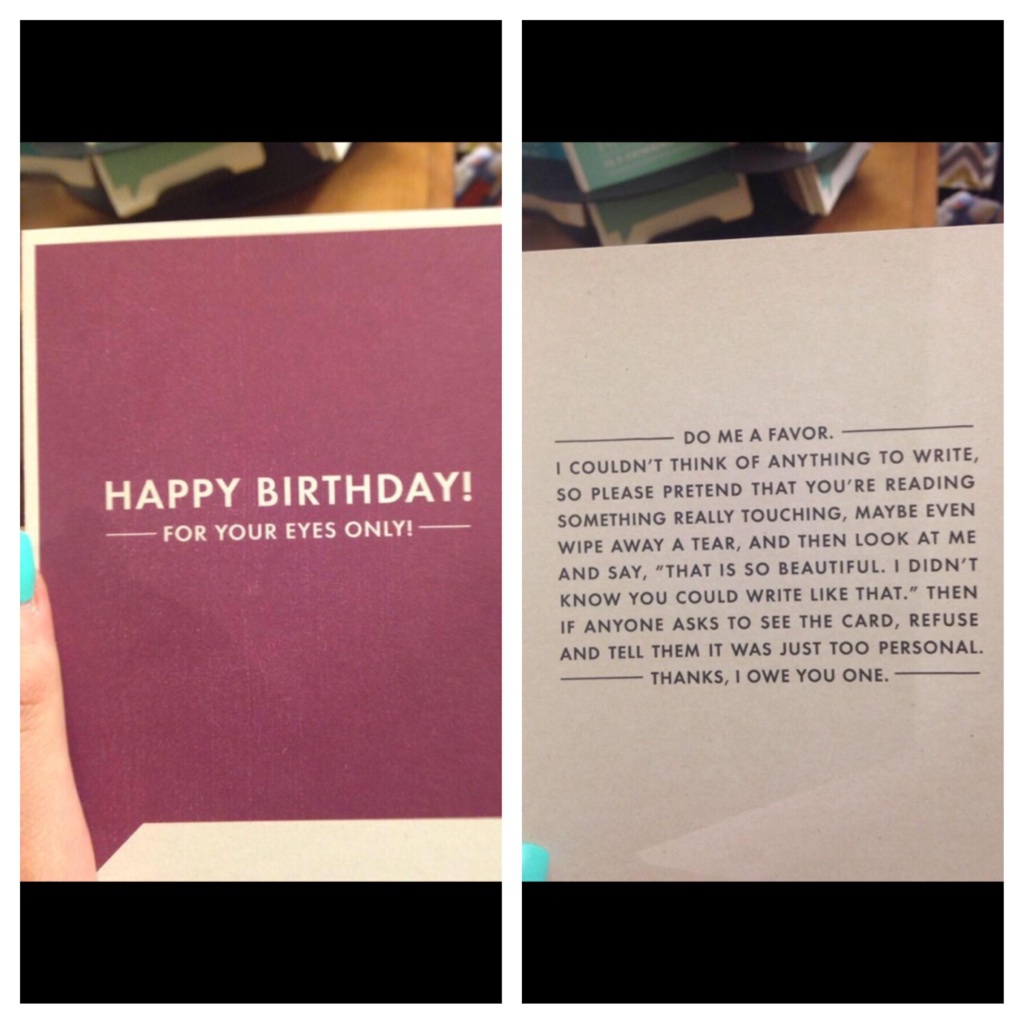 HAPPY BIRTHDAY!
FOR YOUR EYES ONLY!
DO ME A FAVOR.
I COULDN'T THINK OF ANYTHING TO WRITE,
SO PLEASE PRETEND THAT YOU'RE READING
SOMETHING REALLY TOUCHING, MAYBE EVEN
WIPE AWAY A TEAR, AND THEN LOOK AT ME
AND SAY, "THAT IS SO BEAUTIFUL. I DIDN'T
KNOW YOU COULD WRITE LIKE THAT." THEN
IF ANYONE ASKS TO SEE THE CARD, REFUSE
AND TELL THEM IT WAS JUST TOO PERSONAL.
THANKS, I OWE YOU ONE.